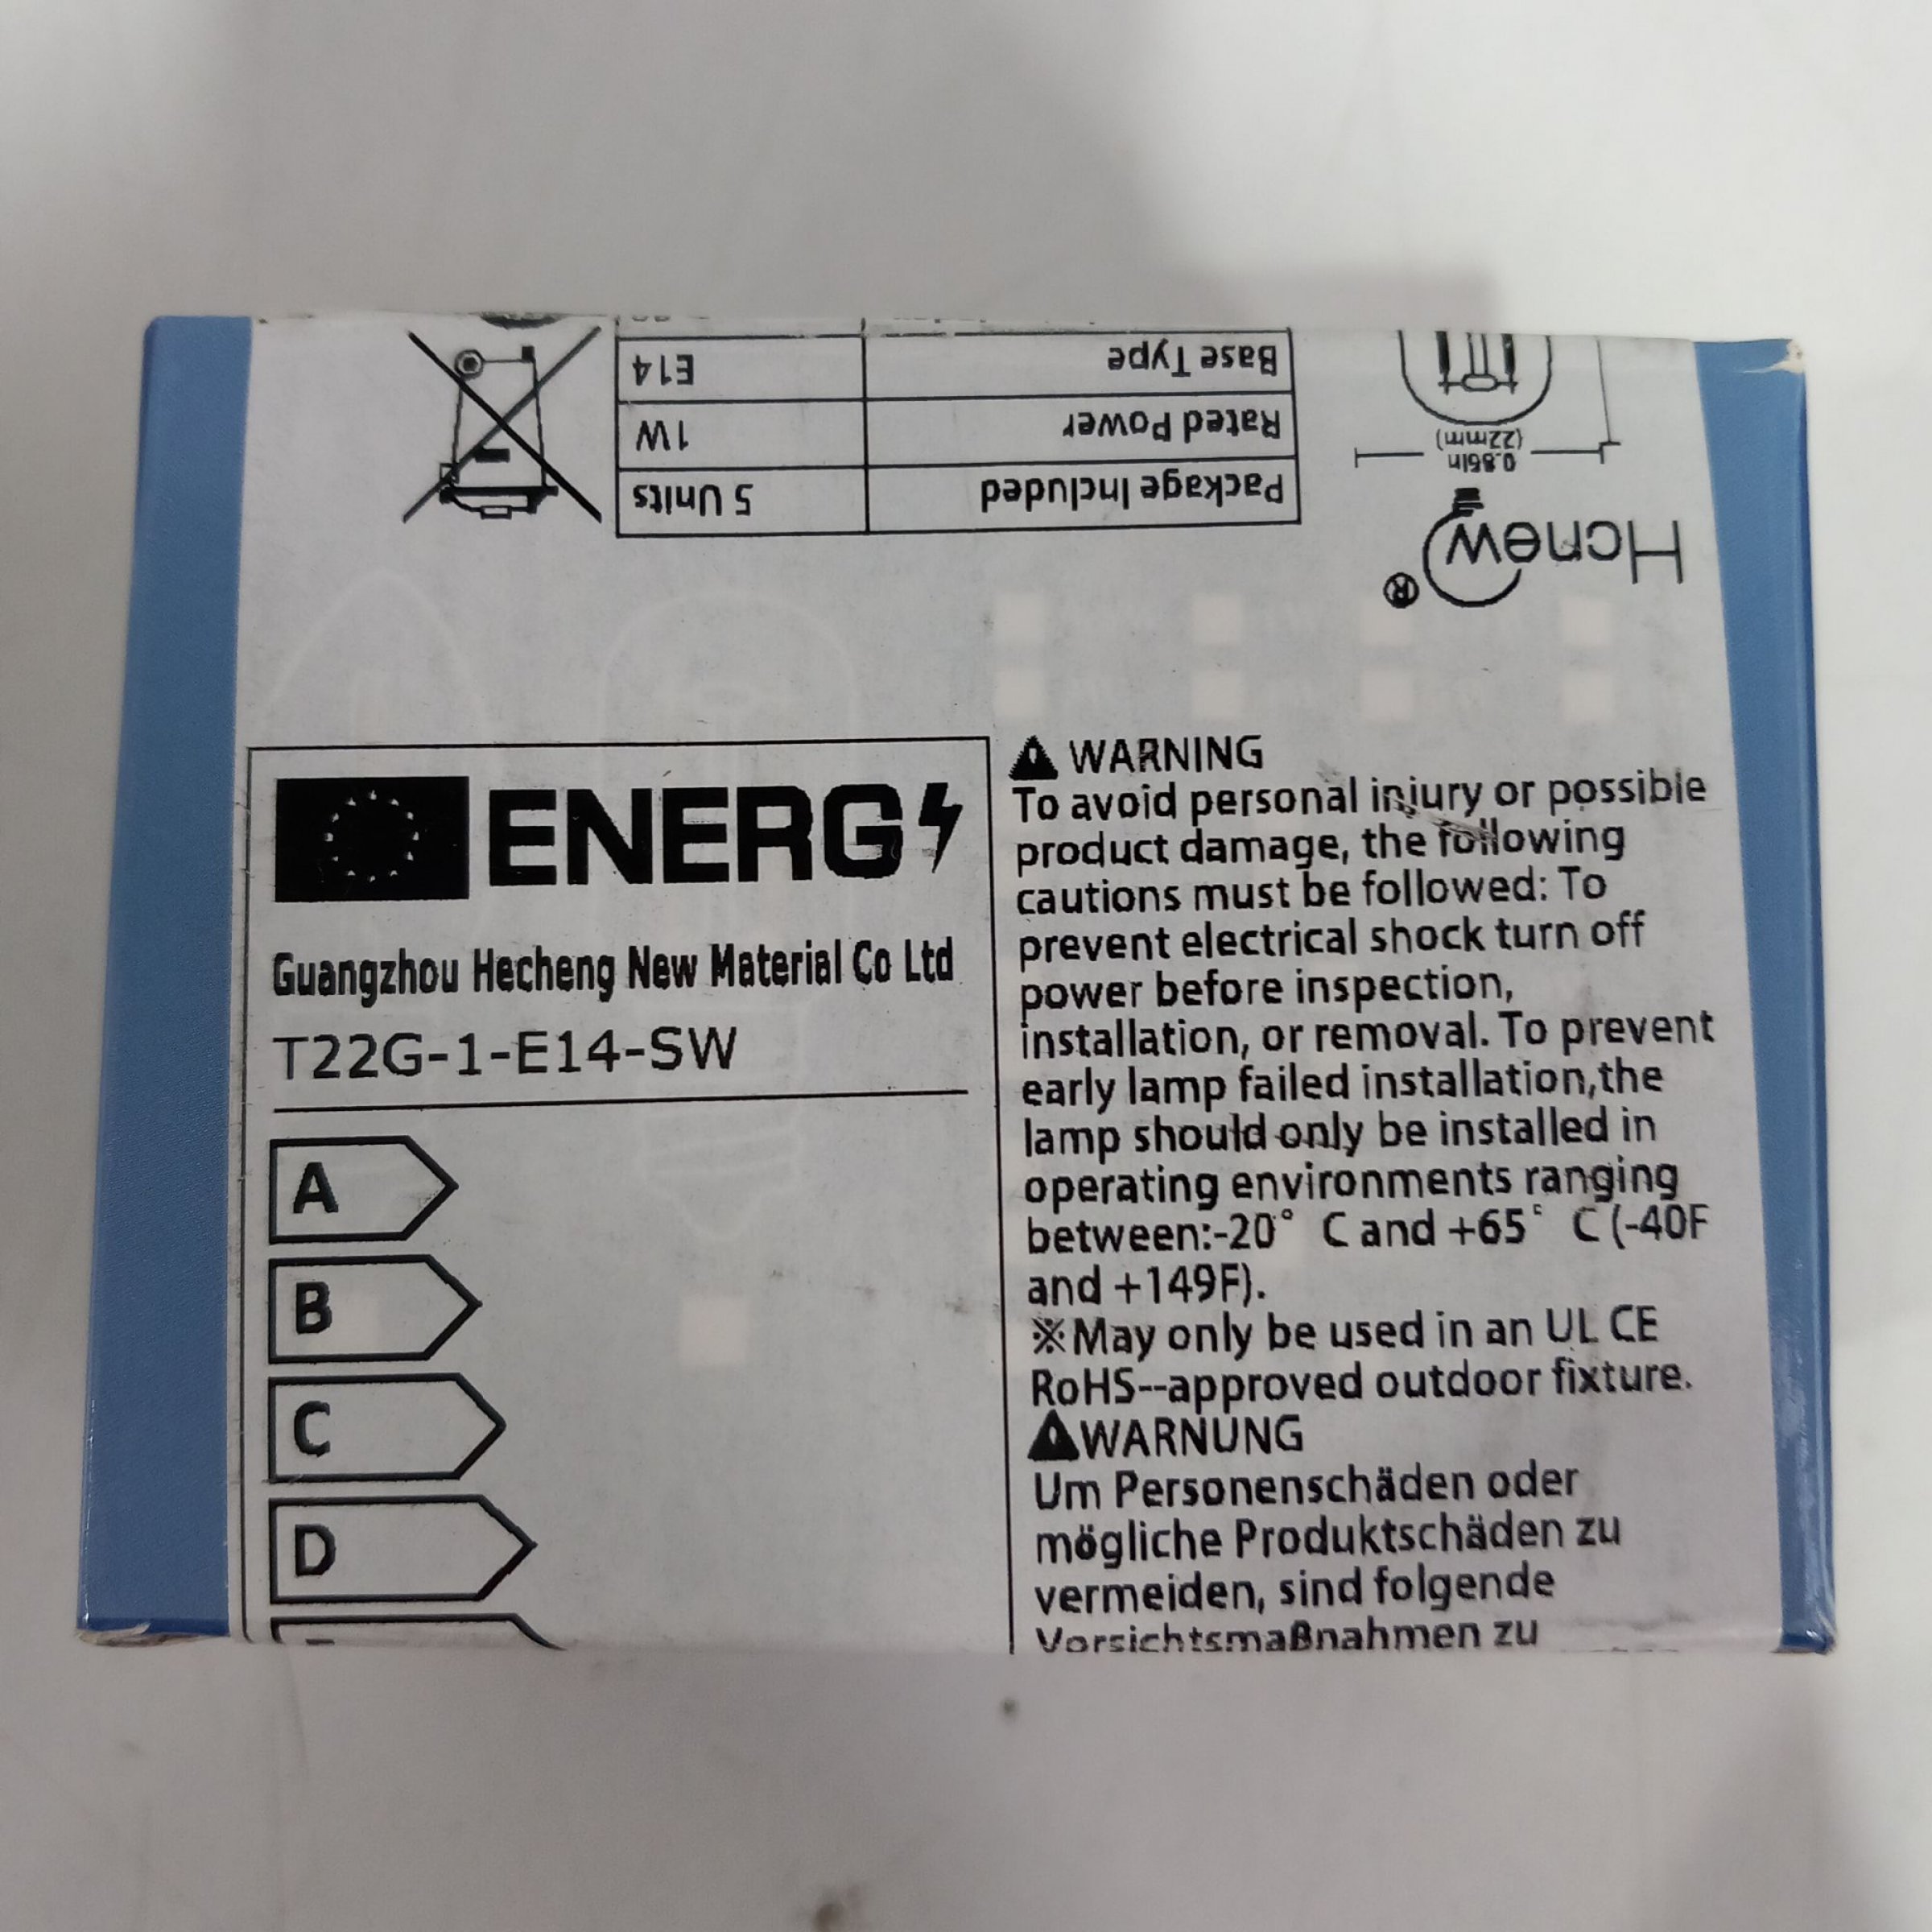 Hcnew®
0.86in
(22mm)
Package Included 5 Units
Rated Power 1W
Base Type E14
ENERG
Guangzhou Hecheng New Material Co Ltd
T22G-1-E14-SW
A
B
C
D
WARNING
To avoid personal injury or possible
product damage, the following
cautions must be followed: To
prevent electrical shock turn off
power before inspection,
installation, or removal. To prevent
early lamp failed installation,the
lamp should only be installed in
operating environments ranging
between:-20° C and +65° C (-40F
and +149F).
※May only be used in an UL CE
RoHS--approved outdoor fixture.
WARNUNG
Um Personenschäden oder
mögliche Produktschäden zu
vermeiden, sind folgende
Vorsichtsmaßnahmen zu